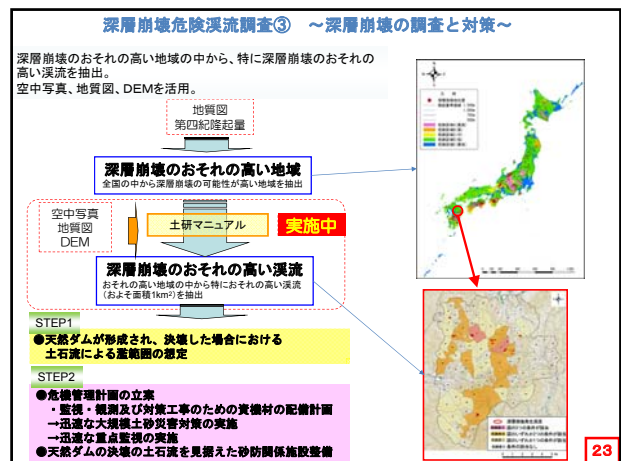 深層崩壊危険渓流調査③ ～深層崩壊の調査と対策～
深層崩壊のおそれの高い地域の中から、特に深層崩壊のおそれの
高い渓流を抽出。
空中写真、地質図、DEMを活用。
地質図
第四紀隆起量
深層崩壊のおそれの高い地域
全国の中から深層崩壊の可能性が高い地域を抽出
空中写真
地質図
DEM
土研マニュアル
実施中
深層崩壊のおそれの高い渓流
おそれの高い地域の中から特におそれの高い渓流
（およそ面積1km²）を抽出
STEP1
●天然ダムが形成され、決壊した場合における
土石流による濫範囲の想定
STEP2
●危機管理計画の立案
・監視・観測及び対策工事のための資機材の配備計画
→迅速な大規模土砂災害対策の実施
→迅速な重点監視の実施
●天然ダムの決壊の土石流を見据えた砂防関係施設整備
23